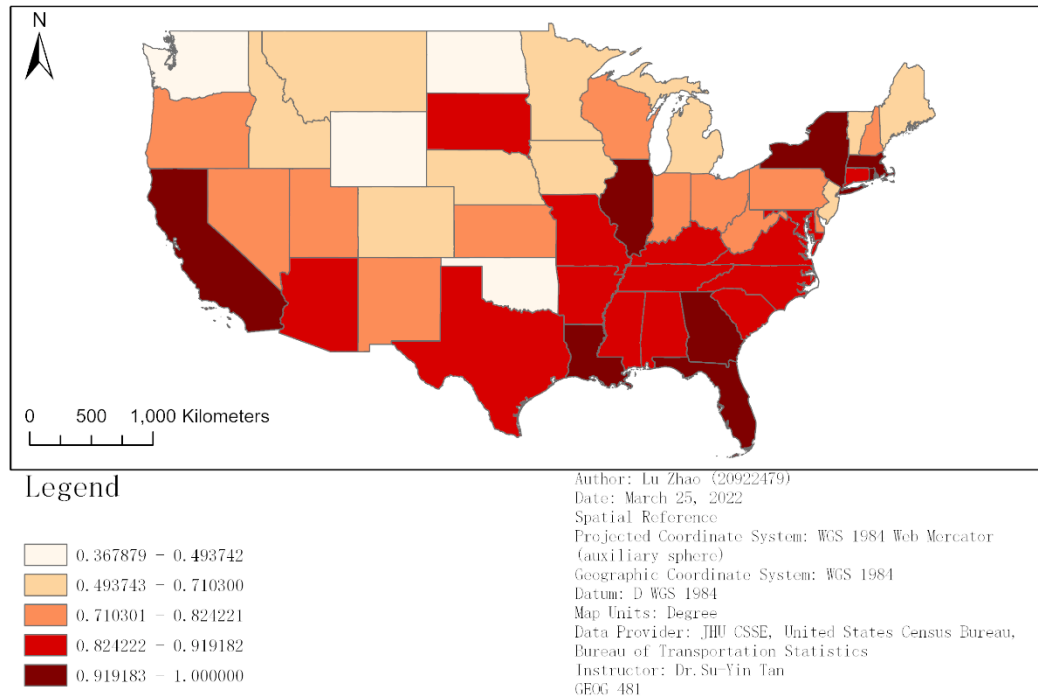 N
0 500 1,000 Kilometers
Legend
0.367879 - 0.493742
0.493743 - 0.710300
0.710301 - 0.824221
0.824222 - 0.919182
0.919183 - 1.000000
Author: Lu Zhao (20922479)
Date: March 25, 2022
Spatial Reference
Projected Coordinate System: WGS 1984 Web Mercator
(auxiliary sphere)
Geographic Coordinate System: WGS 1984
Datum: D WGS 1984
Map Units: Degree
Data Provider: JHU CSSE, United States Census Bureau,
Bureau of Transportation Statistics
Instructor: Dr.Su-Yin Tan
GEOG 481